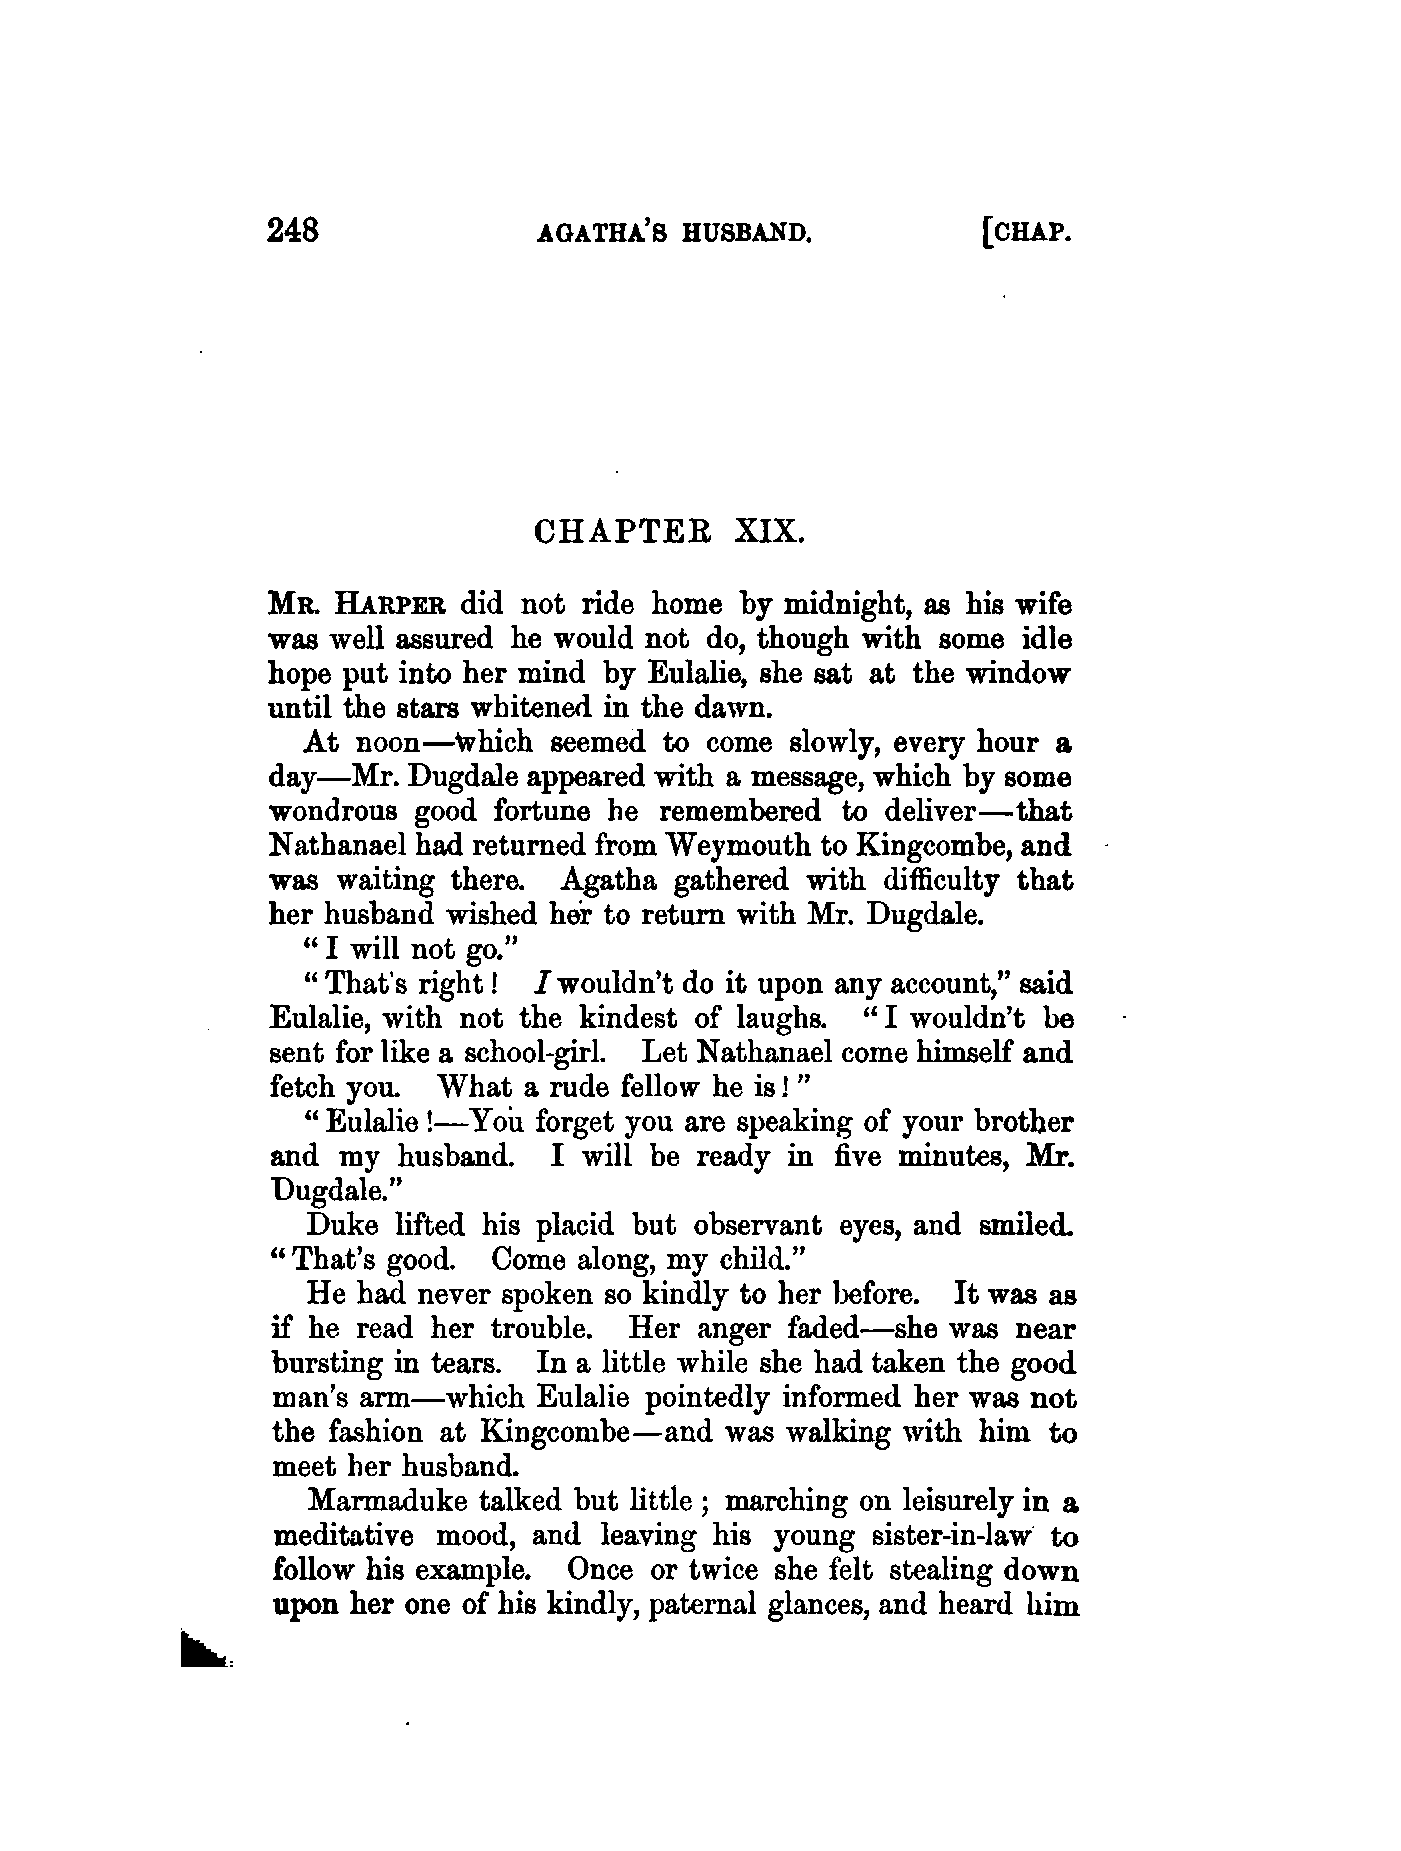 248 AGATHA'S HUSBAND. [CHAP.
CHAPTER XIX.
MR. HARPER did not ride home by midnight, as his wife
was well assured he would not do, though with some idle
hope put into her mind by Eulalie, she sat at the window
until the stars whitened in the dawn.
At noon—which seemed to come slowly, every hour a
day—Mr. Dugdale appeared with a message, which by some
wondrous good fortune he remembered to deliver—that
Nathanael had returned from Weymouth to Kingcombe, and
was waiting there. Agatha gathered with difficulty that
her husband wished her to return with Mr. Dugdale.
"I will not go."
"That's right! I wouldn't do it upon any account," said
Eulalie, with not the kindest of laughs. "I wouldn't be
sent for like a school-girl. Let Nathanael come himself and
fetch you. What a rude fellow he is!"
"Eulalie!—You forget you are speaking of your brother
and my husband. I will be ready in five minutes, Mr.
Dugdale."
Duke lifted his placid but observant eyes, and smiled.
"That's good. Come along, my child."
He had never spoken so kindly to her before. It was as
if he read her trouble. Her anger faded—she was near
bursting in tears. In a little while she had taken the good
man's arm—which Eulalie pointedly informed her was not
the fashion at Kingcombe—and was walking with him to
meet her husband.
Marmaduke talked but little; marching on leisurely in a
meditative mood, and leaving his young sister-in-law to
follow his example. Once or twice she felt stealing down
upon her one of his kindly, paternal glances, and heard him